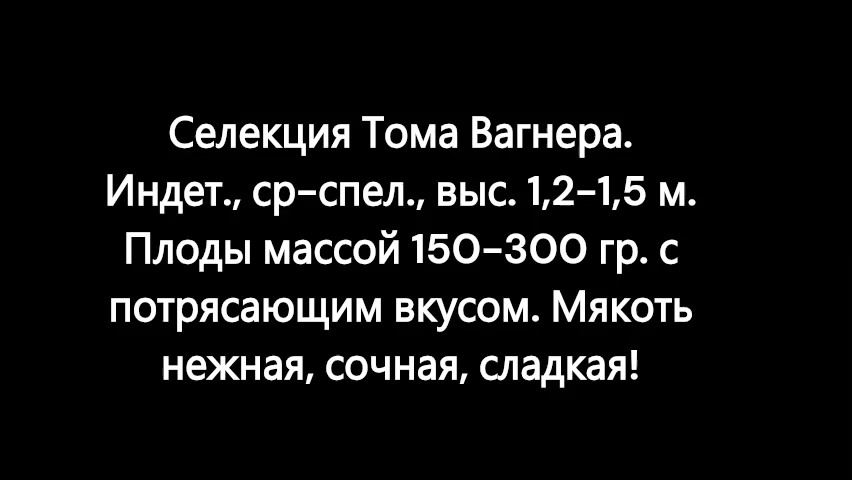 Селекция Тома Вагнера.
Индет., ср-спел., выс. 1,2-1,5 м.
Плоды массой 150-300 гр. с
потрясающим вкусом. Мякоть
нежная, сочная, сладкая!